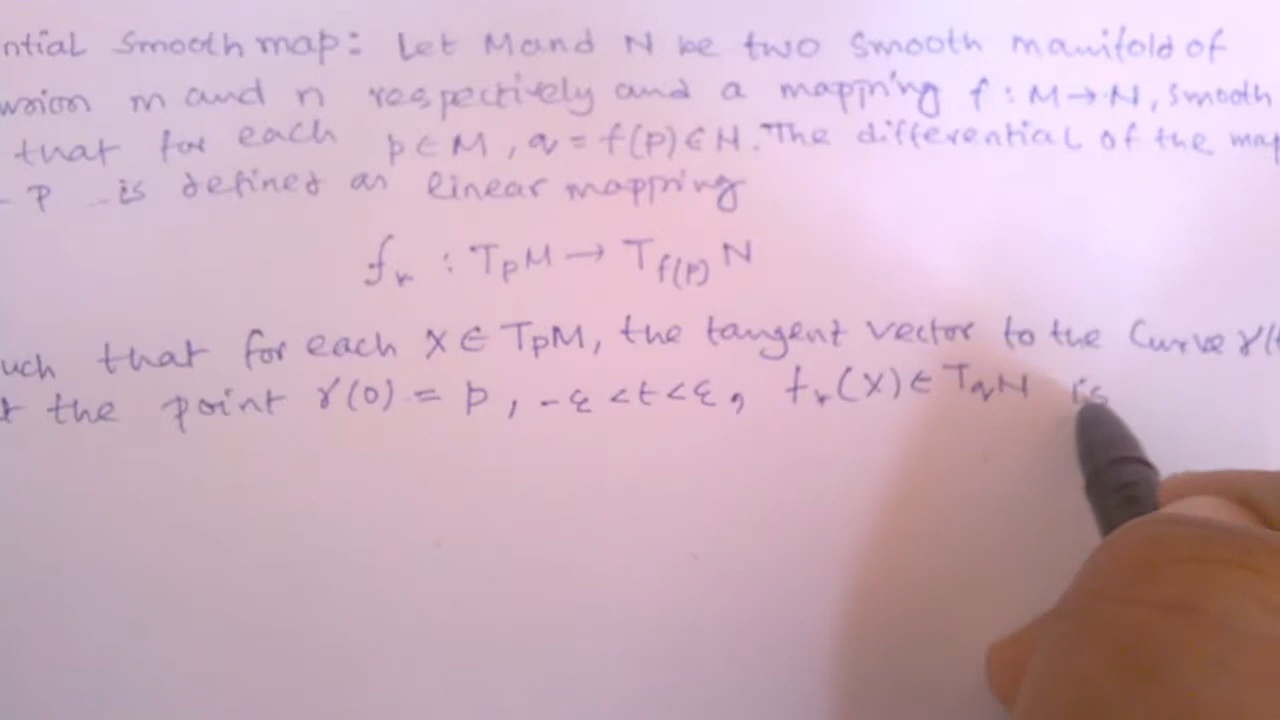 ntial smooth map: Let M and N be two smooth manifold of
m and n respectively and a mapping f : M → N, smooth
that for each p ∈ M, q = f(p) ∈ N. The differential of the map
p is defined as linear mapping
f* : TpM → Tf(p) N
uch that for each X ∈ TpM, the tangent vector to the curve γ(t
t the point γ(0) = p, -ε < t < ε, f*(X) ∈ TqN is